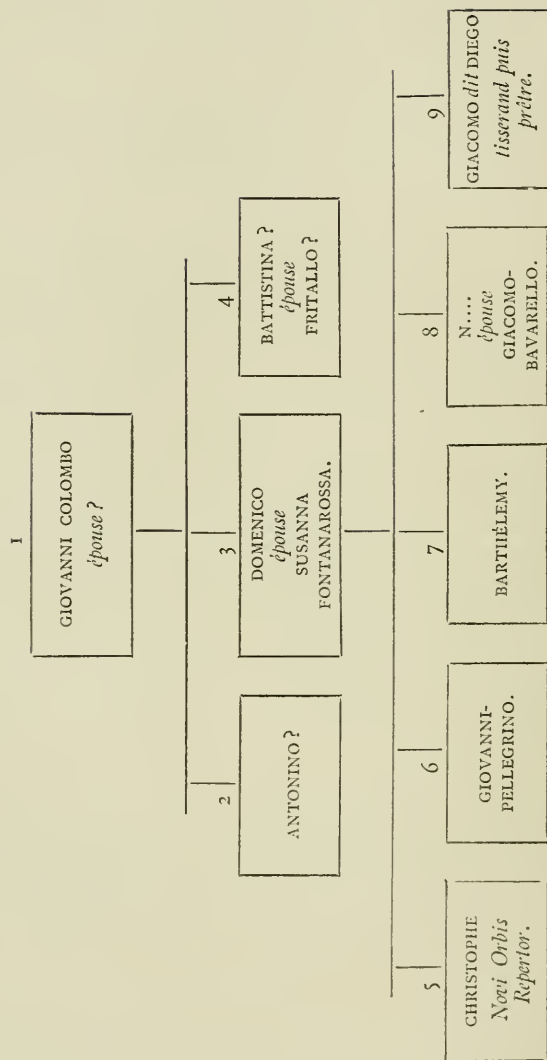 1
GIOVANNI COLOMBO
épouse?
2
ANTONINO?
3
DOMENICO
épouse
SUSANNA
FONTANAROSSA.
4
BATTISTINA?
épouse
FRITALLO?
5
CHRISTOPHE
Novi Orbis
Repertor.
6
GIOVANNI-
PELLEGRINO.
7
BARTHÉLEMY.
8
N....
épouse
GIACOMO-
BAVARELLO.
9
GIACOMO dit DIEGO
tisserand puis
prêtre.